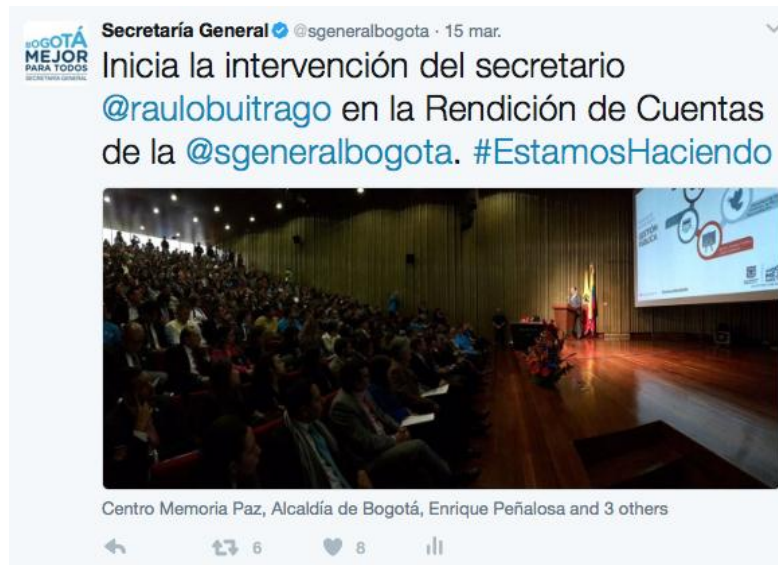 BOGOTÁ
MEJOR
PARA TODOS
SECRETARÍA GENERAL
Secretaría General @sgeneralbogota · 15 mar.
Inicia la intervención del secretario
@raulobuitrago en la Rendición de Cuentas
de la @sgeneralbogota. #EstamosHaciendo
GESTIÓN
PÚBLICA
Centro Memoria Paz, Alcaldía de Bogotá, Enrique Peñalosa and 3 others
6 8